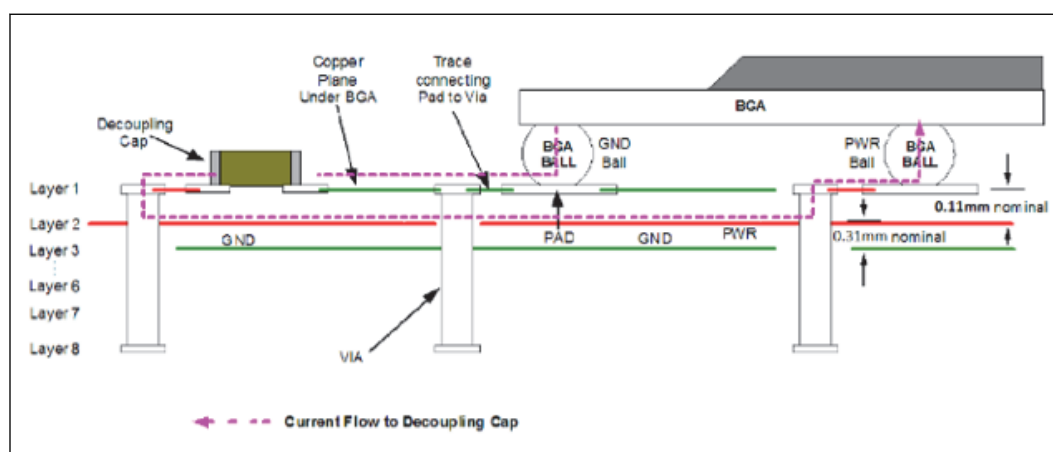 Copper
Plane
Under BGA
Trace
connecting
Pad to Via
Decoupling
Cap
BGA
BGA
BALL
GND
Ball
PWR
Ball
BGA
BALL
Layer 1
0.11mm nominal
Layer 2
GND
PAD
GND
PWR
0.31mm nominal
Layer 3
Layer 6
Layer 7
Layer 8
VIA
Current Flow to Decoupling Cap